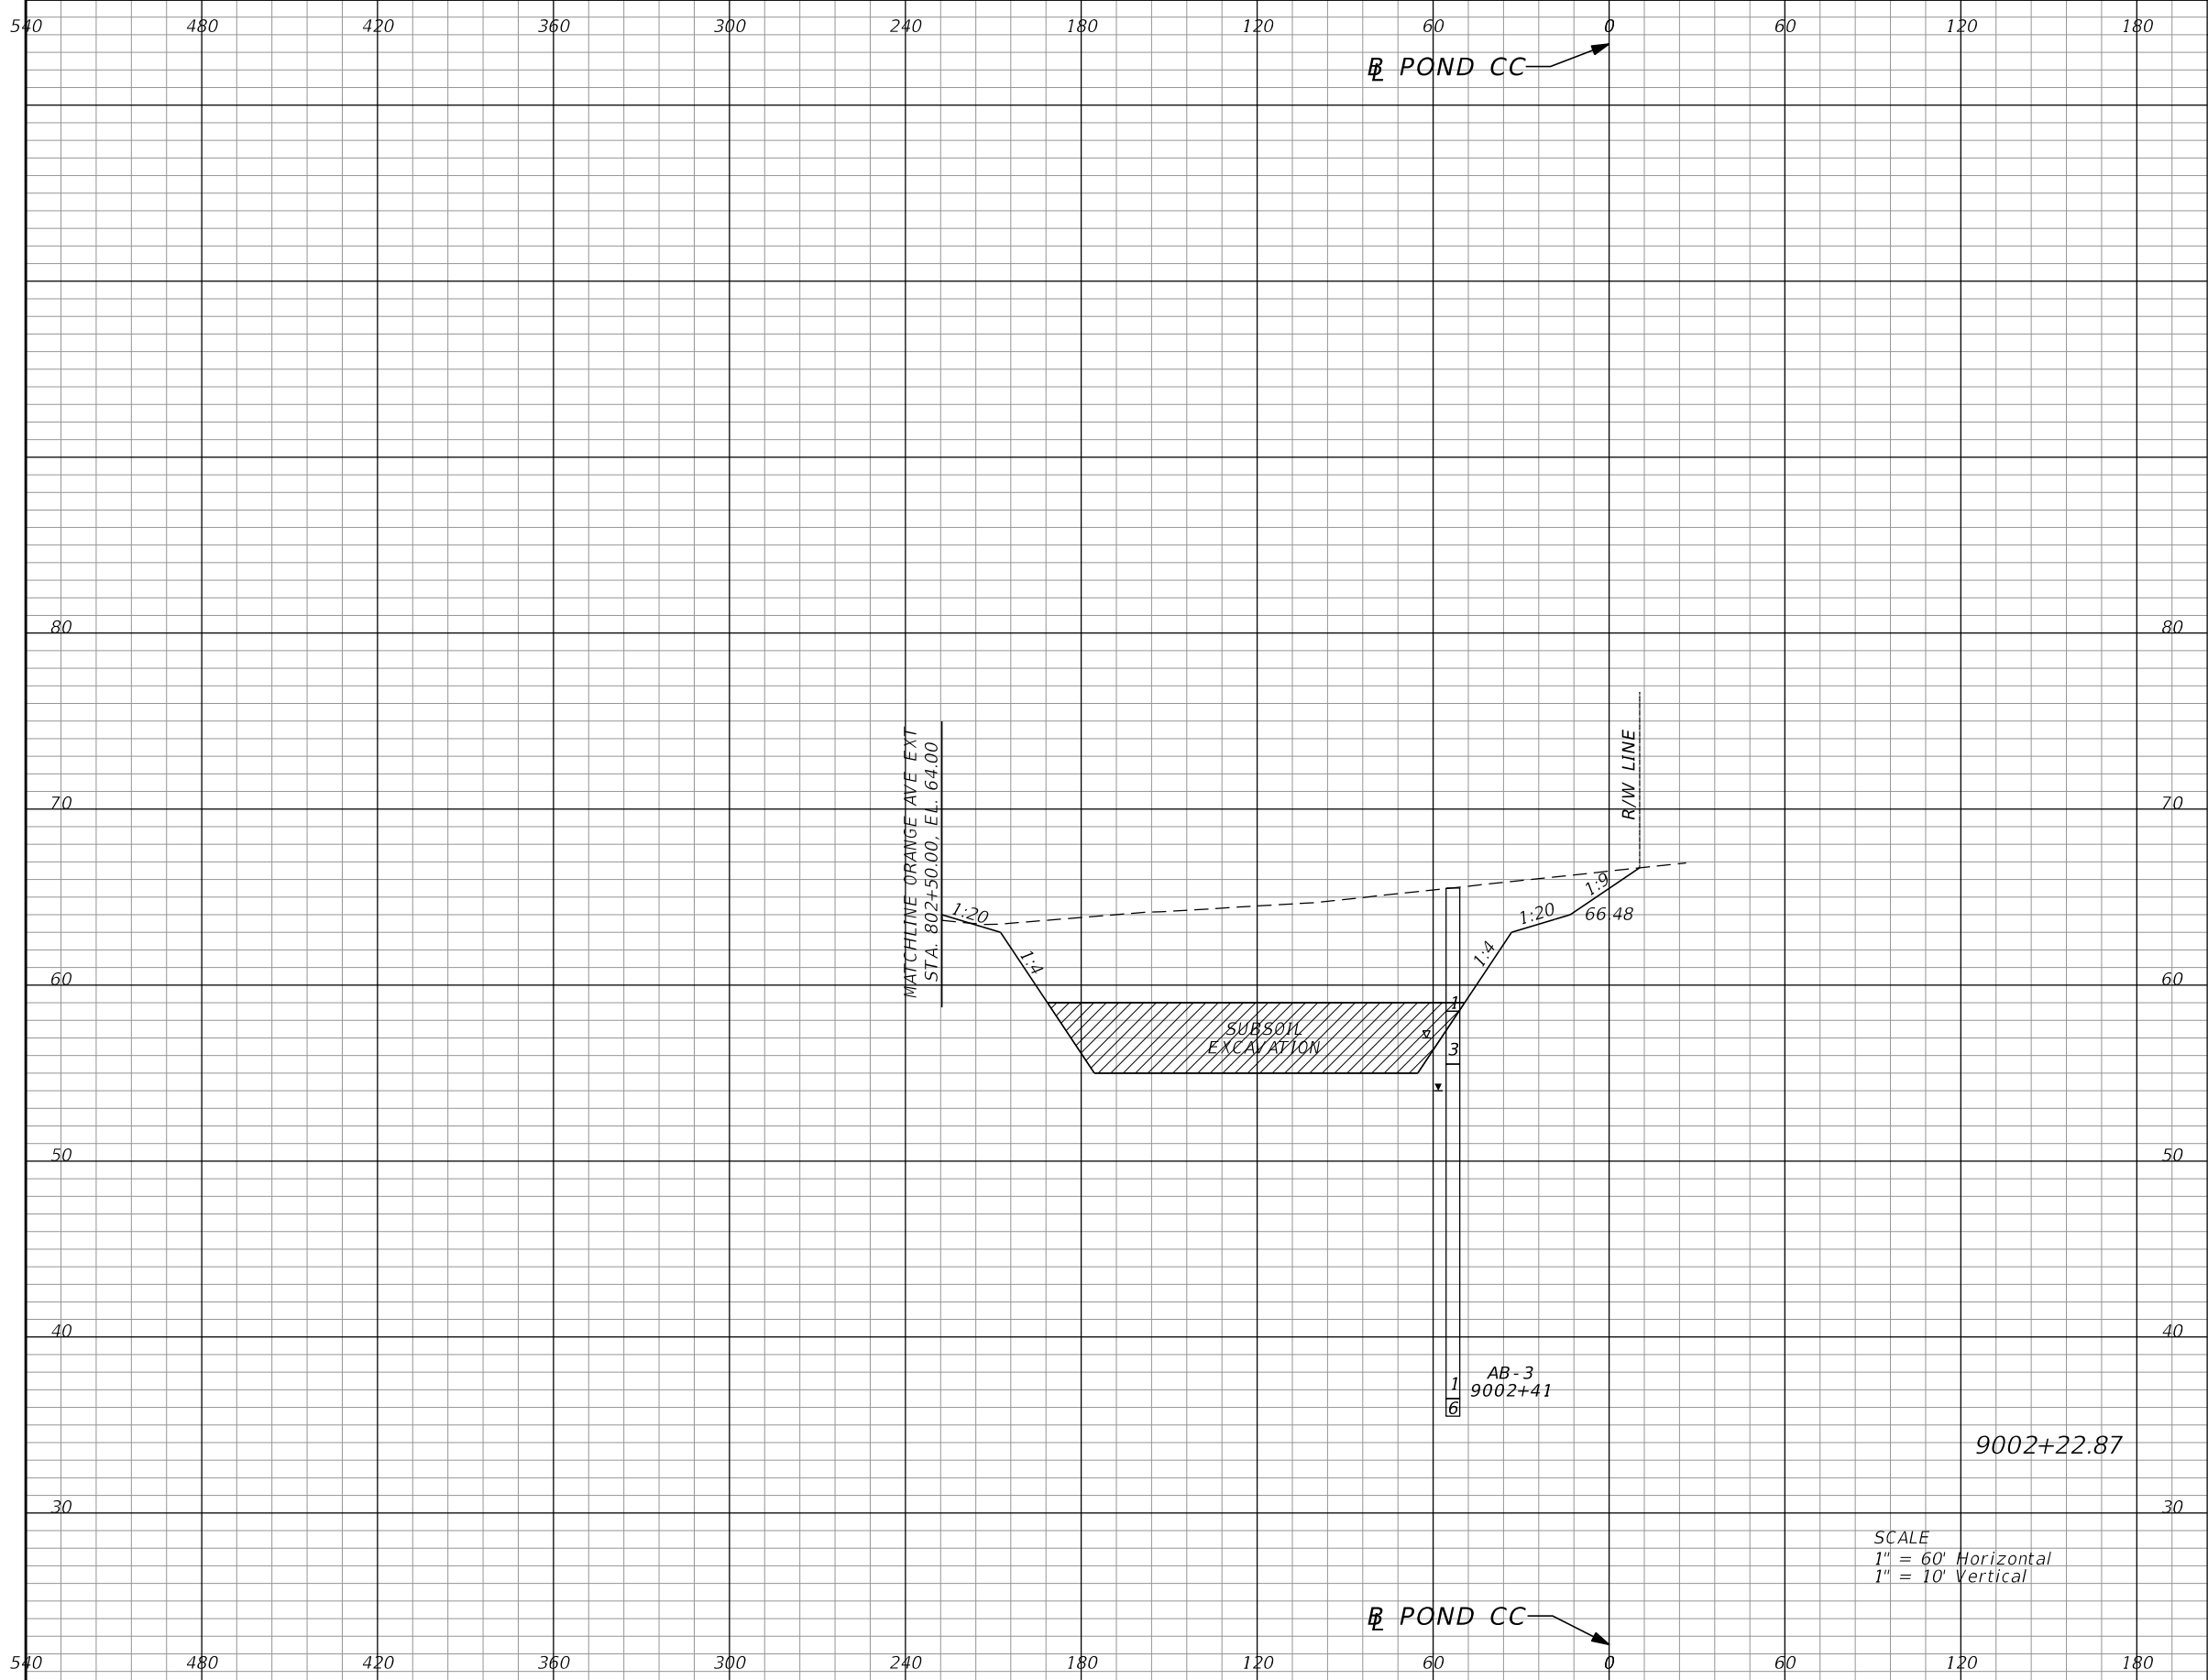 540 480 420 360 300 240 180 120 60 0 60 120 180
BL POND CC
80 80
MATCHLINE ORANGE AVE EXT
STA. 802+50.00, EL. 64.00
R/W LINE
70 70
1:20
1:4
1:9
1:20
66.48
1:4
60 60
1
SUBSOIL
EXCAVATION
3
50 50
40 40
AB-3
9002+41
1
6
9002+22.87
30 30
SCALE
1" = 60' Horizontal
1" = 10' Vertical
BL POND CC
540 480 420 360 300 240 180 120 60 0 60 120 180